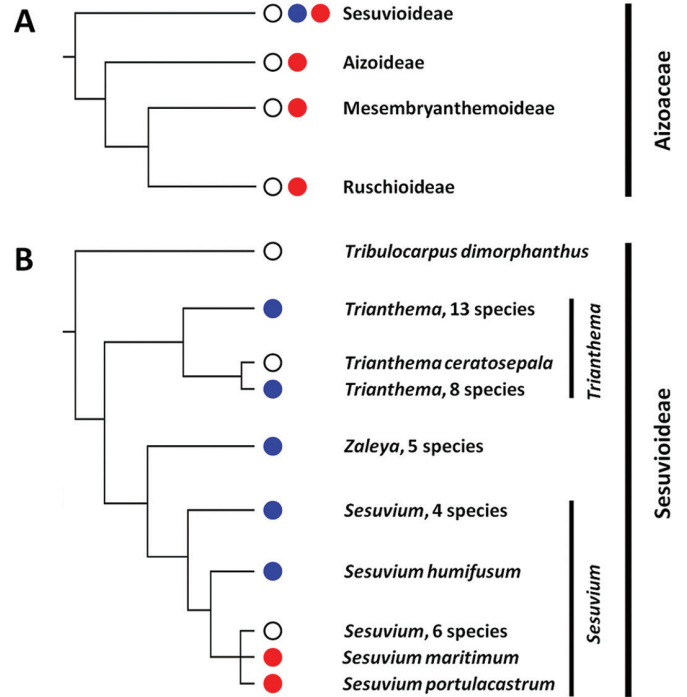 A
Sesuvioideae
Aizoideae
Mesembryanthemoideae
Ruschioideae
Aizoaceae
B
Tribulocarpus dimorphanthus
Trianthema, 13 species
Trianthema ceratosepala
Trianthema, 8 species
Trianthema
Zaleya, 5 species
Sesuvium, 4 species
Sesuvium humifusum
Sesuvium, 6 species
Sesuvium maritimum
Sesuvium portulacastrum
Sesuvium
Sesuvioideae